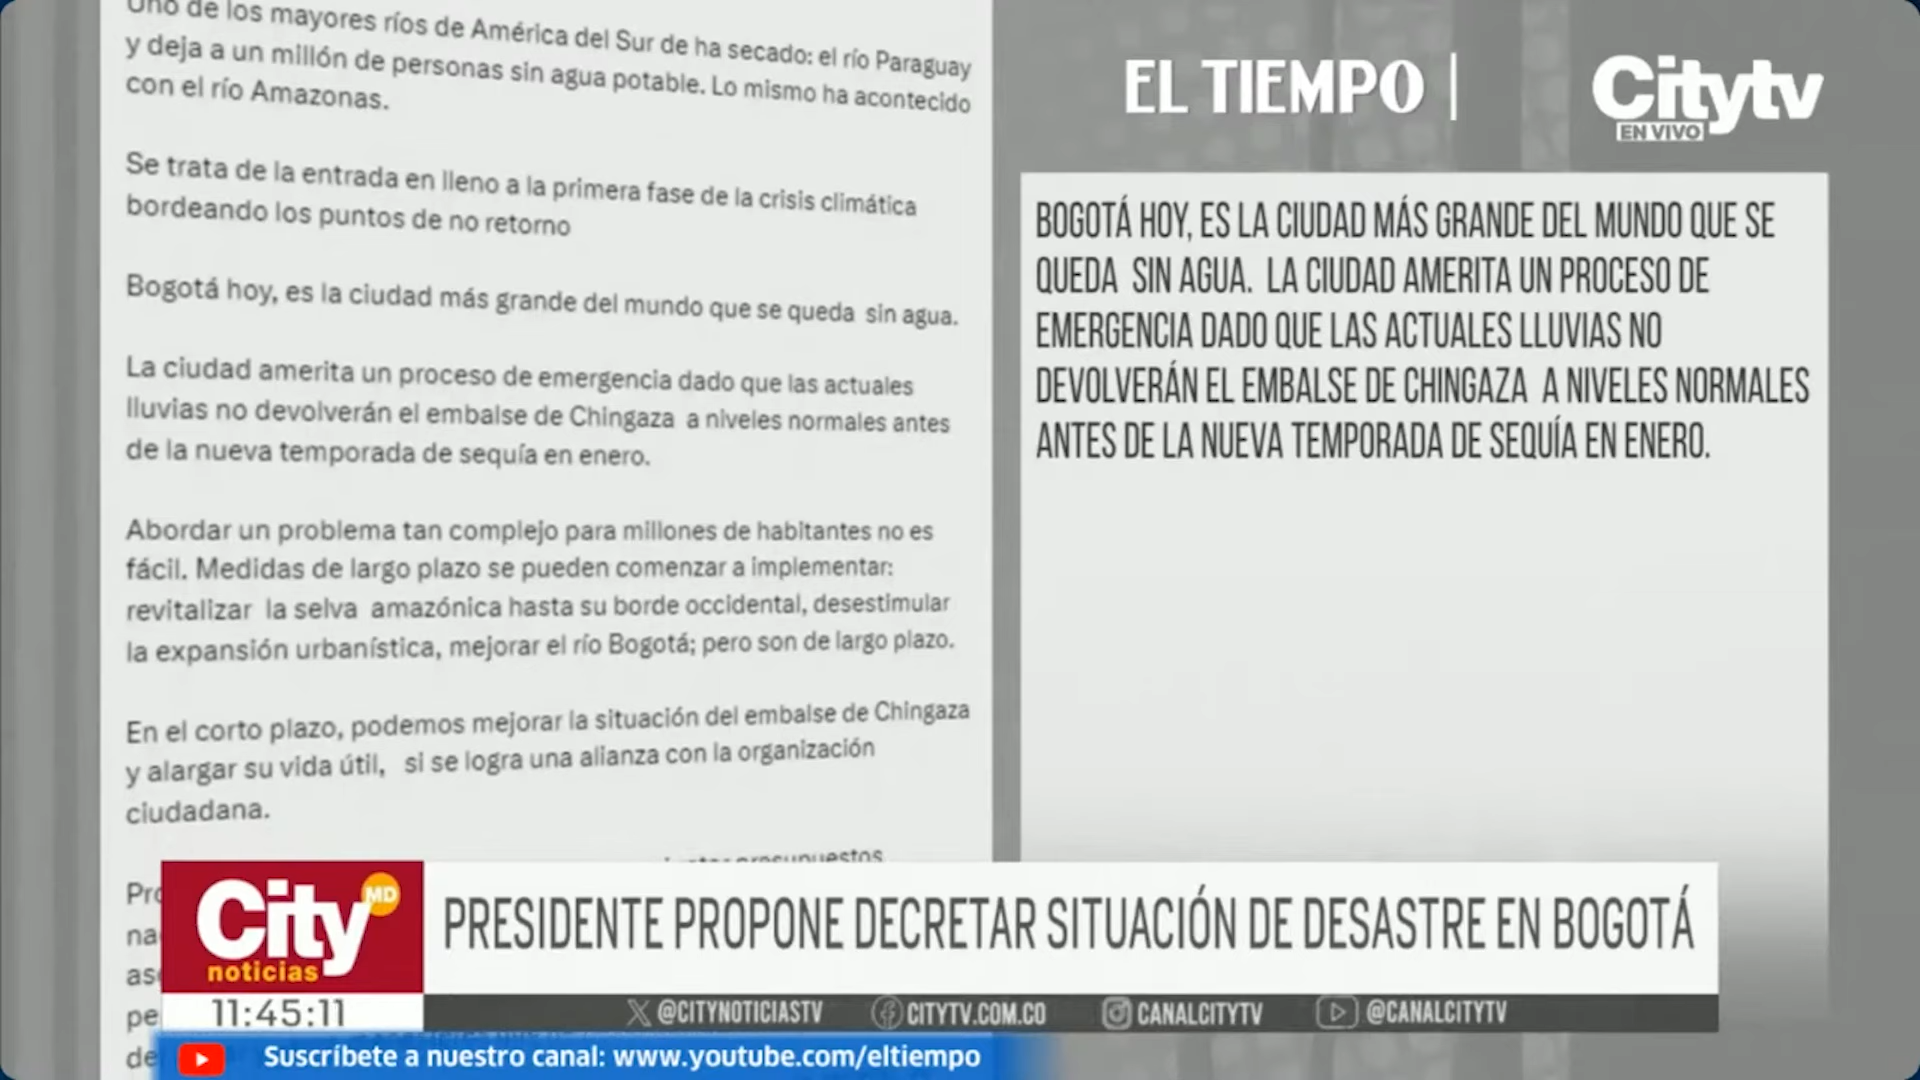 Uno de los mayores ríos de América del Sur de ha secado: el río Paraguay
y deja a un millón de personas sin agua potable. Lo mismo ha acontecido
con el río Amazonas.
Se trata de la entrada en lleno a la primera fase de la crisis climática
bordeando los puntos de no retorno
Bogotá hoy, es la ciudad más grande del mundo que se queda sin agua.
La ciudad amerita un proceso de emergencia dado que las actuales
lluvias no devolverán el embalse de Chingaza a niveles normales antes
de la nueva temporada de sequía en enero.
Abordar un problema tan complejo para millones de habitantes no es
fácil. Medidas de largo plazo se pueden comenzar a implementar:
revitalizar la selva amazónica hasta su borde occidental, desestimular
la expansión urbanística, mejorar el río Bogotá; pero son de largo plazo.
En el corto plazo, podemos mejorar la situación del embalse de Chingaza
y alargar su vida útil, si se logra una alianza con la organización
ciudadana.
presupuestos
EL TIEMPO
Citytv
EN VIVO
BOGOTÁ HOY, ES LA CIUDAD MÁS GRANDE DEL MUNDO QUE SE
QUEDA SIN AGUA. LA CIUDAD AMERITA UN PROCESO DE
EMERGENCIA DADO QUE LAS ACTUALES LLUVIAS NO
DEVOLVERÁN EL EMBALSE DE CHINGAZA A NIVELES NORMALES
ANTES DE LA NUEVA TEMPORADA DE SEQUÍA EN ENERO.
City MD
noticias
PRESIDENTE PROPONE DECRETAR SITUACIÓN DE DESASTRE EN BOGOTÁ
11:45:11
@CITYNOTICIASTV CITYTV.COM.CO CANALCITYTV @CANALCITYTV
Suscríbete a nuestro canal: www.youtube.com/eltiempo